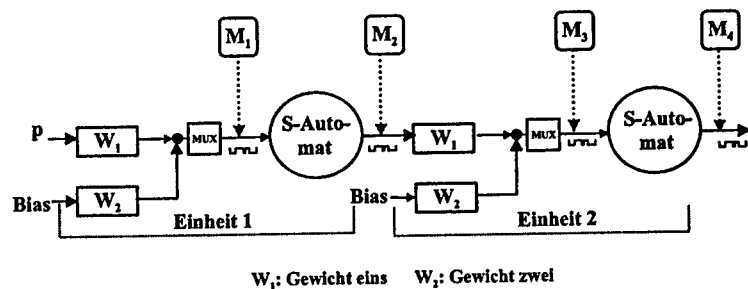 M₁
M₂
M₃
M₄
p
W₁
MUX
S-Auto-
mat
W₁
MUX
S-Auto-
mat
Bias
W₂
Einheit 1
Bias
W₂
Einheit 2
W₁: Gewicht eins W₂: Gewicht zwei